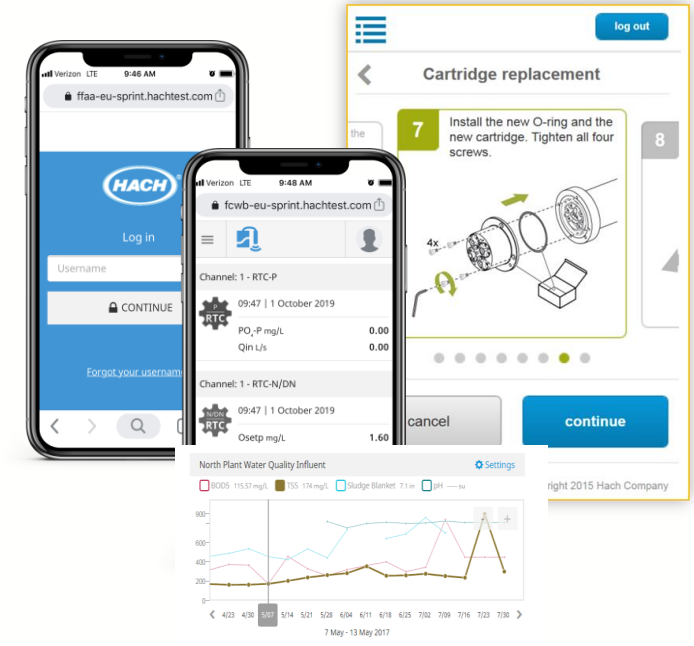 Verizon LTE 9:46 AM
ffaa-eu-sprint.hachtest.com
HACH
Log in
Username
CONTINUE
Forgot your usernam
Verizon LTE 9:48 AM
fcwb-eu-sprint.hachtest.com
Channel: 1 - RTC-P
P
RTC
09:47 | 1 October 2019
PO4-P mg/L 0.00
Qin L/s 0.00
Channel: 1 - RTC-N/DN
N/DN
RTC
09:47 | 1 October 2019
Osetp mg/L 1.60
log out
Cartridge replacement
the
7
Install the new O-ring and the
new cartridge. Tighten all four
screws.
4x
8
cancel
continue
right 2015 Hach Company
North Plant Water Quality Influent
Settings
BOD5 115.57 mg/L TSS 174 mg/L Sludge Blanket 7.1 in pH — su
900
600
400
200
0
4/23 4/30 5/07 5/14 5/21 5/28 6/04 6/11 6/18 6/25 7/02 7/09 7/16 7/23 7/30
7 May - 13 May 2017